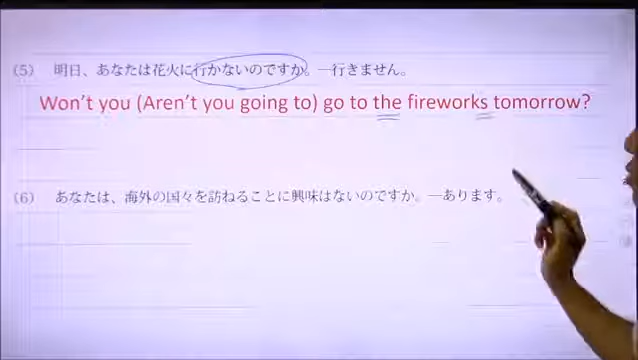 (5) 明日、あなたは花火に行かないのですか。―行きません。
Won't you (Aren't you going to) go to the fireworks tomorrow?
(6) あなたは、海外の国々を訪ねることに興味はないのですか。―あります。